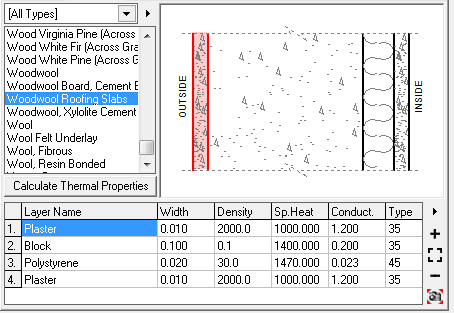 [All Types]
Wood Virginia Pine (Across
Wood White Fir (Across Gra
Wood White Pine (Across G
Woodwool
Woodwool Board, Cement B
Woodwool Roofing Slabs
Woodwool, Xylolite Cement
Wool
Wool Felt Underlay
Wool, Fibrous
Wool, Resin Bonded
Calculate Thermal Properties
OUTSIDE
INSIDE
Layer Name Width Density Sp.Heat Conduct. Type
1. Plaster 0.010 2000.0 1000.000 1.200 35
2. Block 0.100 0.1 1400.000 0.200 35
3. Polystyrene 0.020 30.0 1470.000 0.023 45
4. Plaster 0.010 2000.0 1000.000 1.200 35